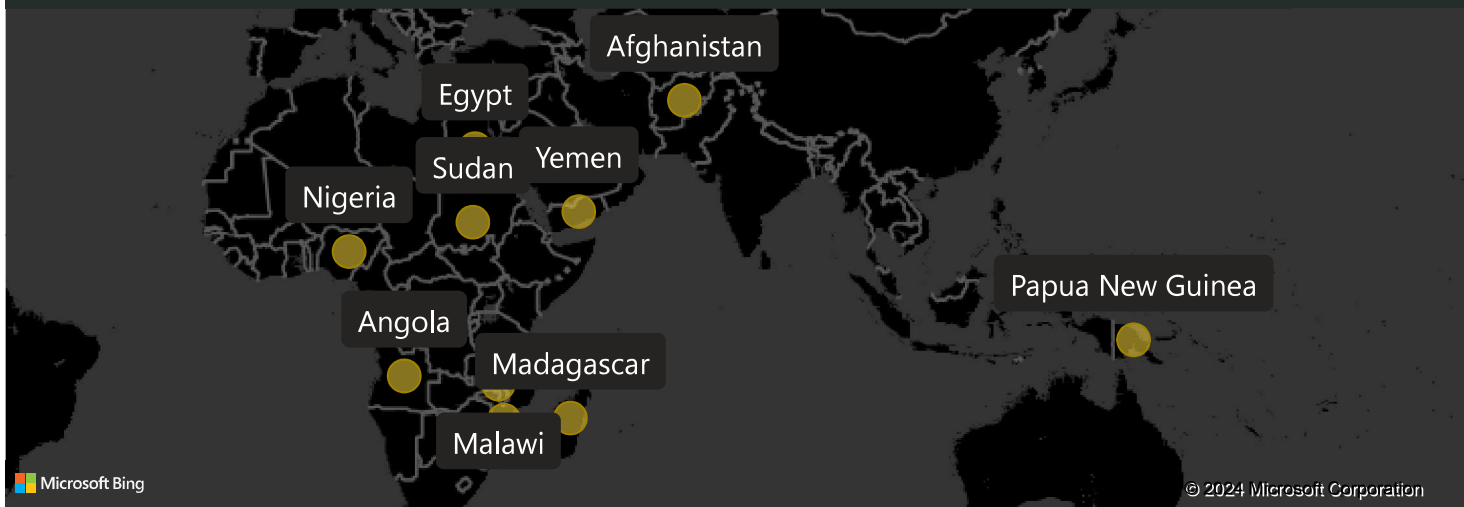 Afghanistan
Egypt
Sudan
Yemen
Nigeria
Papua New Guinea
Angola
Madagascar
Malawi
Microsoft Bing
© 2024 Microsoft Corporation